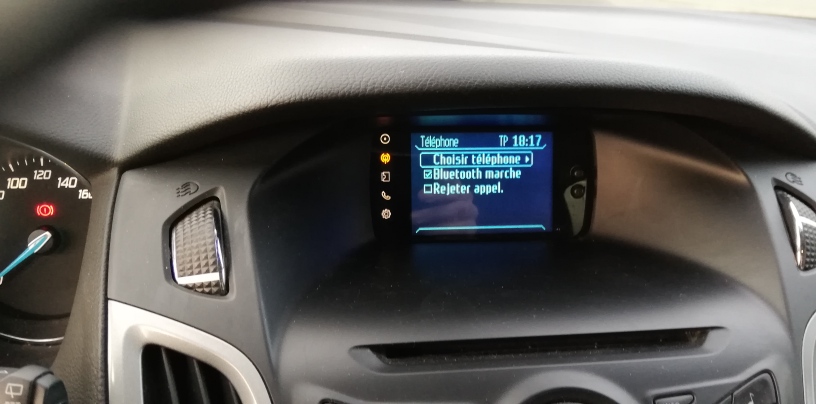 Téléphone TP 18:17
Choisir téléphone
Bluetooth marche
Rejeter appel.
100 120 140